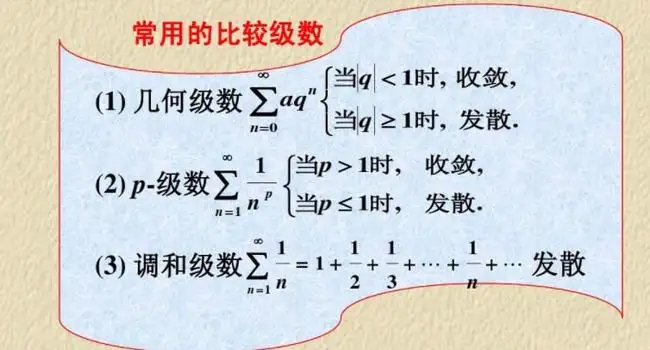 常用的比较级数
(1) 几何级数 $\sum_{n=0}^{\infty} aq^n \begin{cases} 当|q| < 1时, 收敛, \\ 当|q| \geq 1时, 发散. \end{cases}$
(2) p-级数 $\sum_{n=1}^{\infty} \frac{1}{n^p} \begin{cases} 当p > 1时, 收敛, \\ 当p \leq 1时, 发散. \end{cases}$
(3) 调和级数 $\sum_{n=1}^{\infty} \frac{1}{n} = 1 + \frac{1}{2} + \frac{1}{3} + \cdots + \frac{1}{n} + \cdots$ 发散